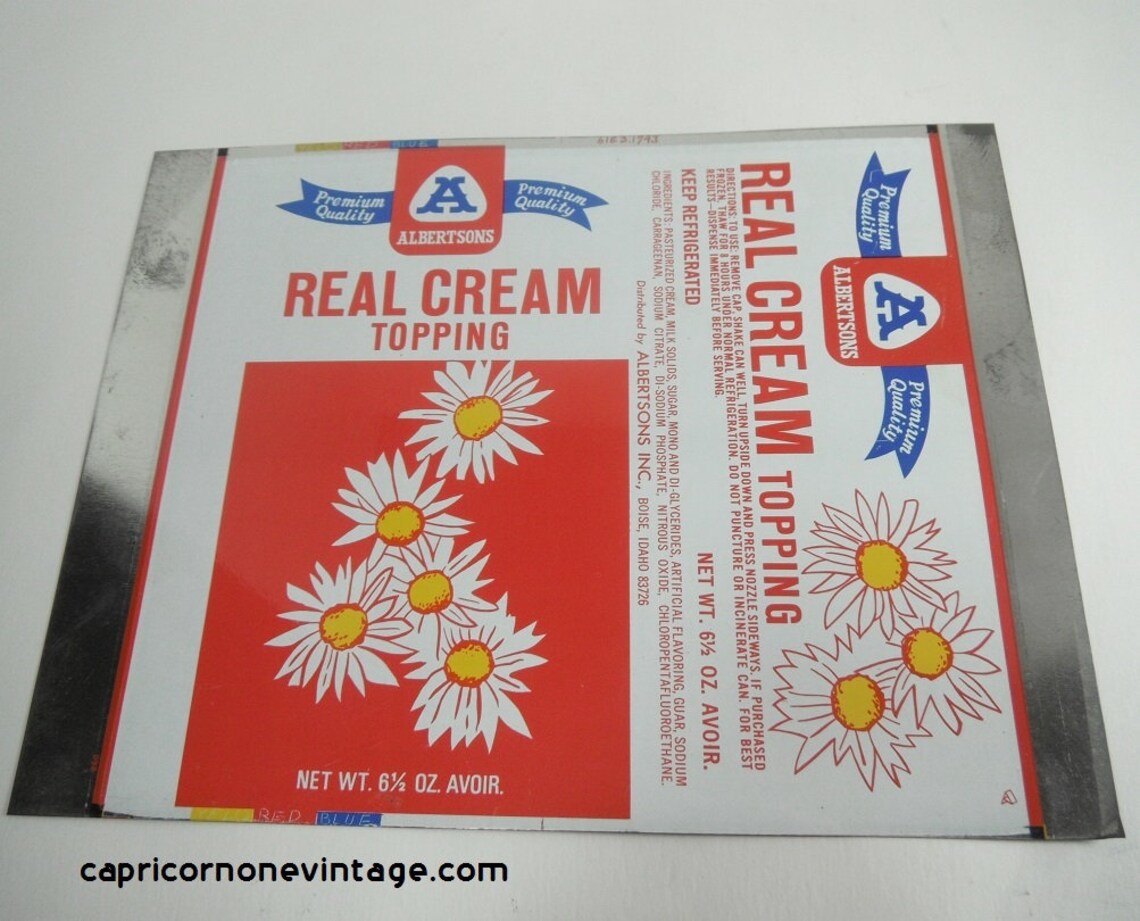 RED BLUE
618 3.1793
Premium Quality
A
Premium Quality
ALBERTSONS
REAL CREAM
TOPPING
NET WT. 6½ OZ. AVOIR.
RED. BLUE
Premium Quality
A
ALBERTSONS
Premium Quality
REAL CREAM TOPPING
DIRECTIONS: TO USE: REMOVE CAP, SHAKE CAN WELL, TURN UPSIDE DOWN AND PRESS NOZZLE SIDEWAYS. IF PURCHASED
FROZEN, THAW FOR 8 HOURS UNDER NORMAL REFRIGERATION. DO NOT PUNCTURE OR INCINERATE CAN. FOR BEST
RESULTS—DISPENSE IMMEDIATELY BEFORE SERVING.
KEEP REFRIGERATED NET WT. 6½ OZ. AVOIR.
INGREDIENTS: PASTEURIZED CREAM, MILK SOLIDS, SUGAR, MONO AND DI-GLYCERIDES, ARTIFICIAL FLAVORING, GUAR, SODIUM
CHLORIDE, CARRAGEENAN, SODIUM CITRATE, DI-SODIUM PHOSPHATE, NITROUS OXIDE, CHLOROPENTAFLUOROETHANE.
Distributed by ALBERTSONS INC., BOISE, IDAHO 83726
capricornonevintage.com